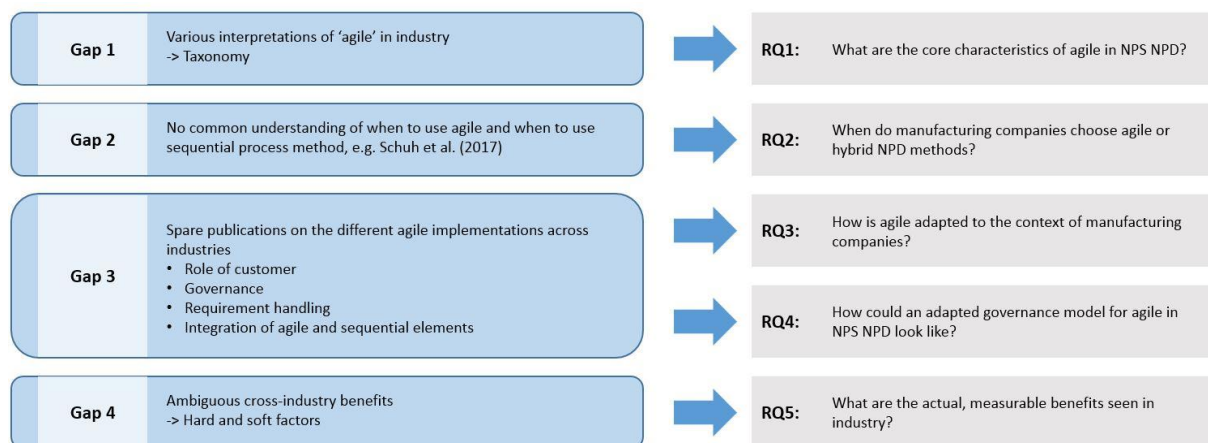 Gap 1
Various interpretations of ‘agile’ in industry
-> Taxonomy
RQ1: What are the core characteristics of agile in NPS NPD?
Gap 2
No common understanding of when to use agile and when to use
sequential process method, e.g. Schuh et al. (2017)
RQ2: When do manufacturing companies choose agile or
hybrid NPD methods?
Gap 3
Spare publications on the different agile implementations across
industries
• Role of customer
• Governance
• Requirement handling
• Integration of agile and sequential elements
RQ3: How is agile adapted to the context of manufacturing
companies?
RQ4: How could an adapted governance model for agile in
NPS NPD look like?
Gap 4
Ambiguous cross-industry benefits
-> Hard and soft factors
RQ5: What are the actual, measurable benefits seen in
industry?